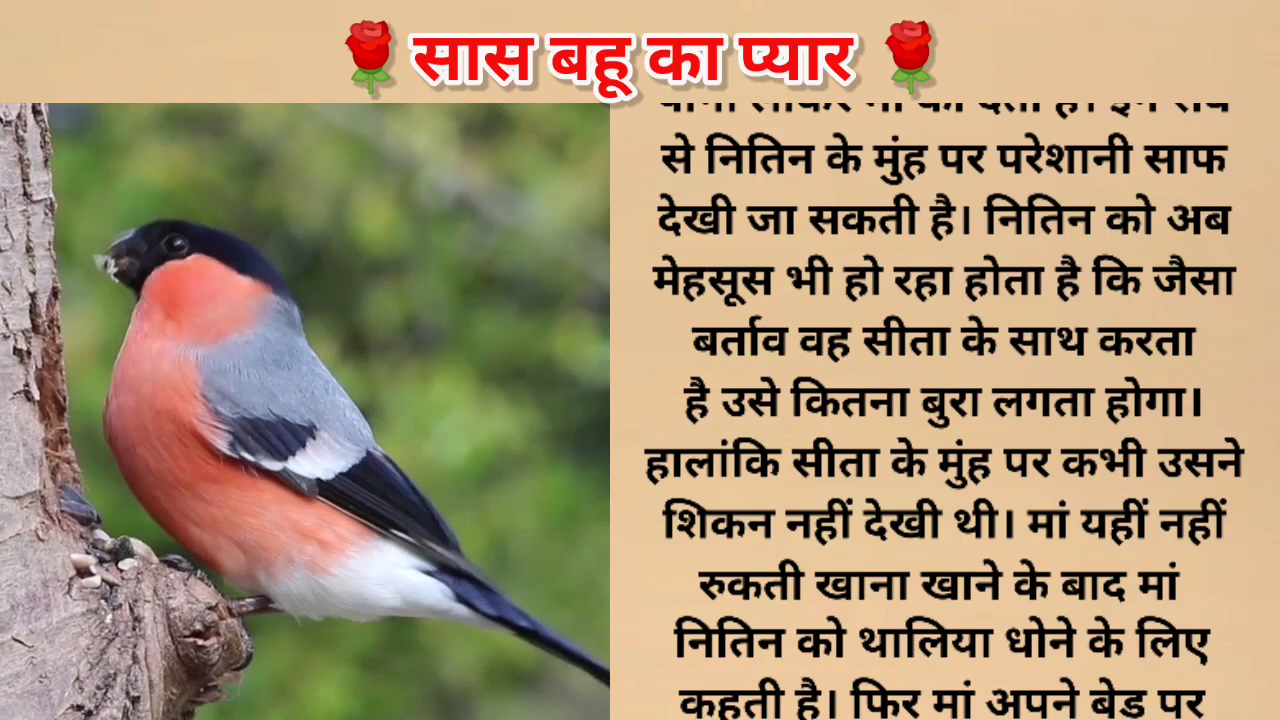 🌹सास बहू का प्यार🌹
से नितिन के मुंह पर परेशानी साफ
देखी जा सकती है। नितिन को अब
मेहसूस भी हो रहा होता है कि जैसा
बर्ताव वह सीता के साथ करता
है उसे कितना बुरा लगता होगा।
हालांकि सीता के मुंह पर कभी उसने
शिकन नहीं देखी थी। मां यहीं नहीं
रुकती खाना खाने के बाद मां
नितिन को थालिया धोने के लिए
कहती है। फिर मां अपने बेड पर